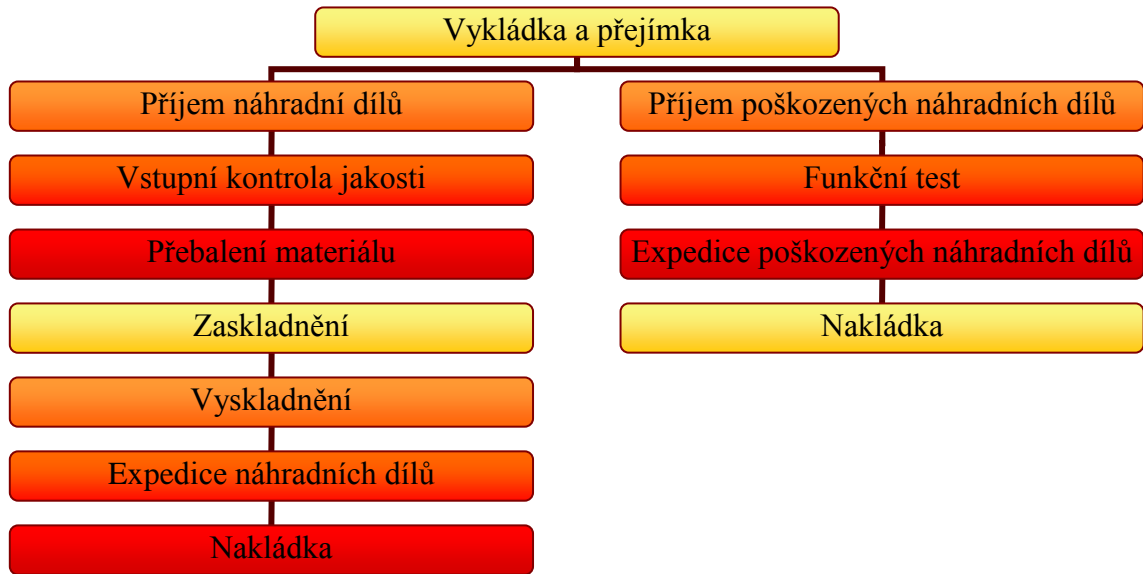 Vykládka a přejímka
Příjem náhradní dílů
Vstupní kontrola jakosti
Přebalení materiálu
Zaskladnění
Vyskladnění
Expedice náhradních dílů
Nakládka
Příjem poškozených náhradních dílů
Funkční test
Expedice poškozených náhradních dílů
Nakládka